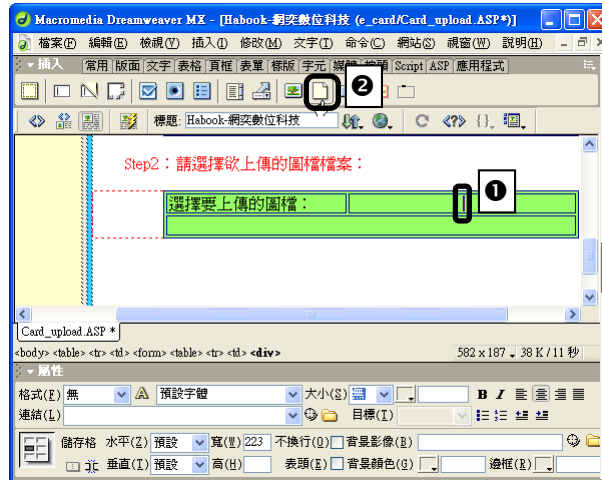 Macromedia Dreamweaver MX - [Habook-網奕數位科技 (e_card/Card_upload.ASP*)]
檔案(F) 編輯(E) 檢視(V) 插入(I) 修改(M) 文字(T) 命令(C) 網站(S) 視窗(W) 說明(H)
插入 常用 版面 文字 表格 頁框 表單 樣版 字元 Script ASP 應用程式
❷
標題: Habook-網奕數位科技
Step2：請選擇欲上傳的圖檔檔案：
選擇要上傳的圖檔：
❶
Card_upload.ASP *
<body> <table> <tr> <td> <form> <table> <tr> <td> <div> 582 x 187 38 K / 11 秒
屬性
格式(F) 無 預設字體 大小(S) B I
連結(L) 目標(T)
儲存格 水平(Z) 預設 寬(W) 223 不換行(O) 背景影像(B)
垂直(T) 預設 高(H) 表頭(E) 背景顏色(G) 邊框(R)